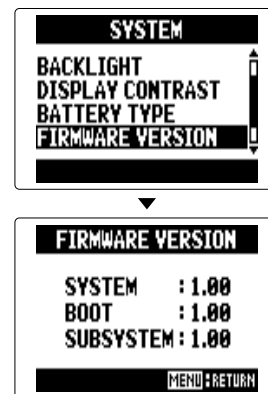 SYSTEM
BACKLIGHT
DISPLAY CONTRAST
BATTERY TYPE
FIRMWARE VERSION
FIRMWARE VERSION
SYSTEM :1.00
BOOT :1.00
SUBSYSTEM:1.00
MENU:RETURN